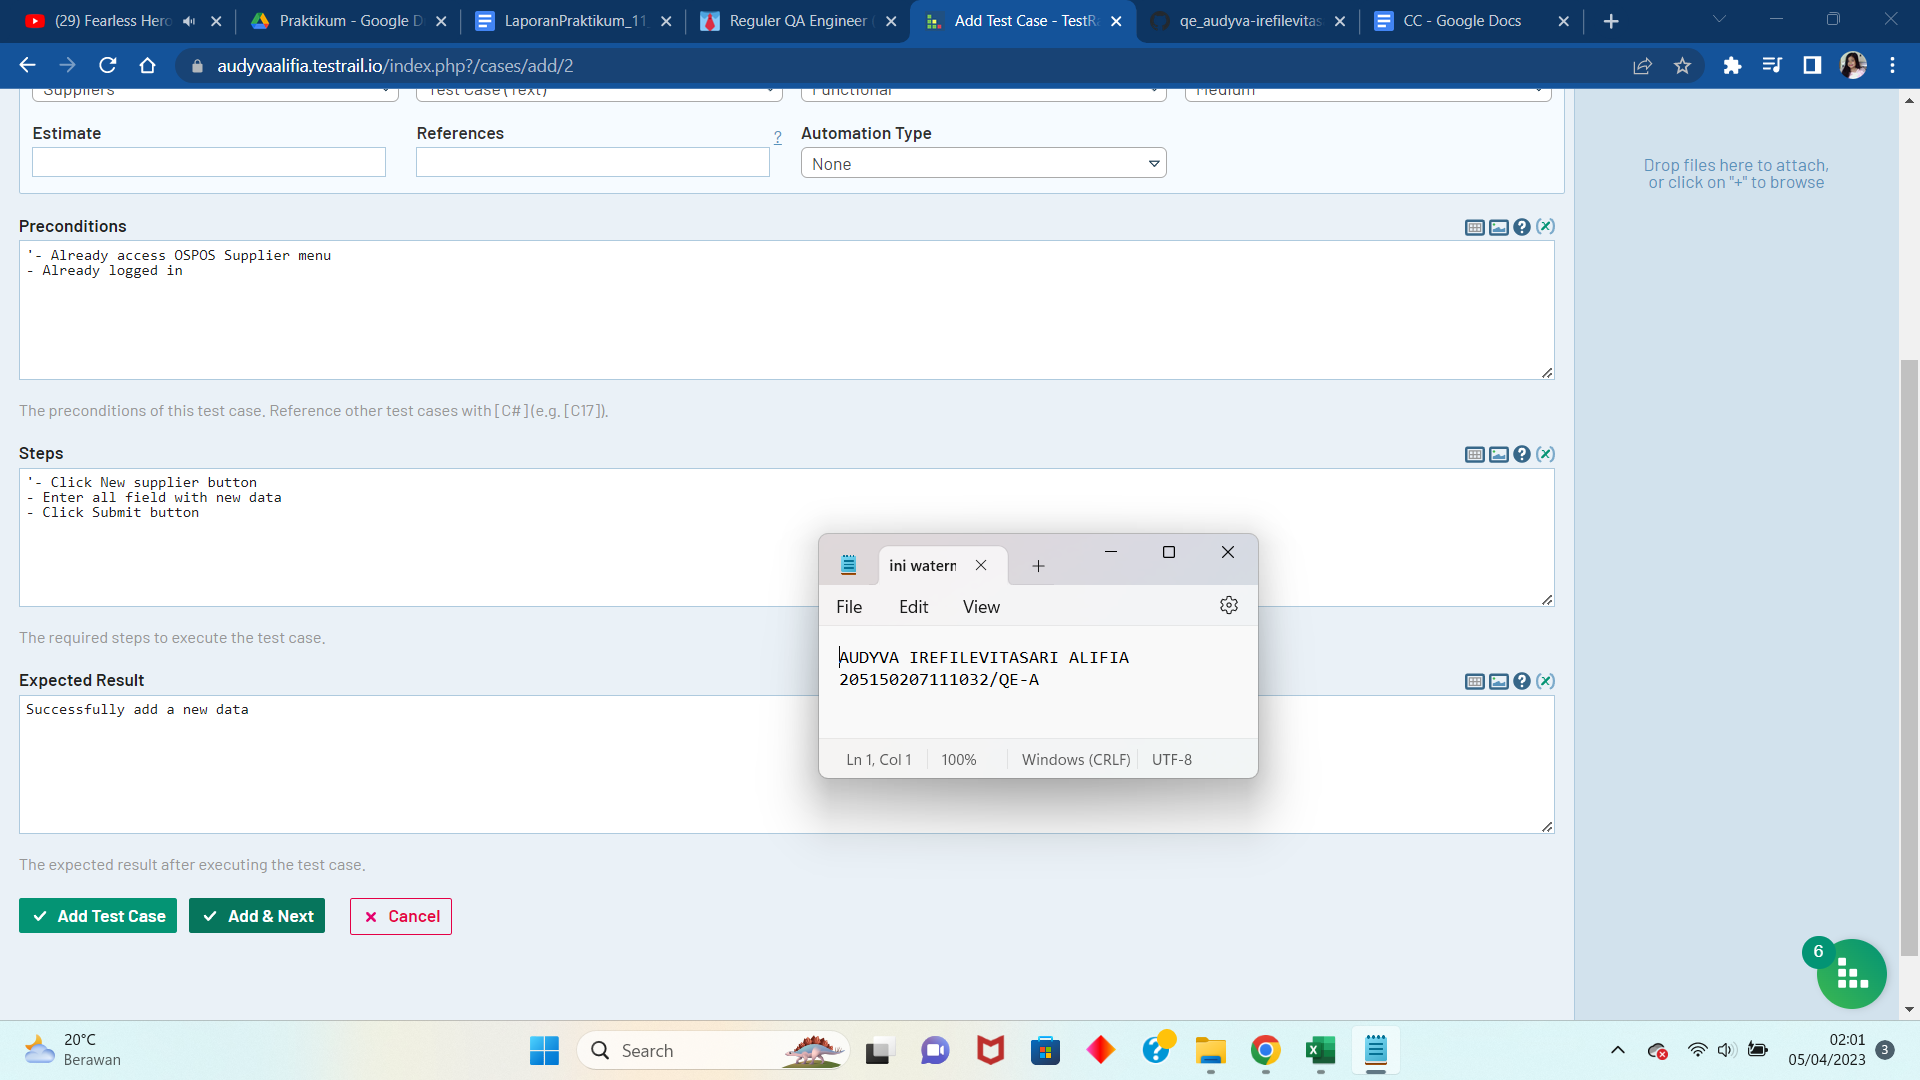 (29) Fearless Hero
Praktikum - Google D
LaporanPraktikum_11
Reguler QA Engineer (
Add Test Case - TestRa
qe_audyva-irefilevitas
CC - Google Docs
audyvaalifia.testrail.io/index.php?/cases/add/2
Suppliers
Test Case (Text)
Functional
Medium
Estimate
References
?
Automation Type
None
Drop files here to attach,
or click on "+" to browse
Preconditions
'- Already access OSPOS Supplier menu
- Already logged in
The preconditions of this test case. Reference other test cases with [C#] (e.g. [C17]).
Steps
'- Click New supplier button
- Enter all field with new data
- Click Submit button
The required steps to execute the test case.
Expected Result
Successfully add a new data
The expected result after executing the test case.
Add Test Case
Add & Next
Cancel
ini watern
File
Edit
View
AUDYVA IREFILEVITASARI ALIFIA
205150207111032/QE-A
Ln 1, Col 1
100%
Windows (CRLF)
UTF-8
6
20°C
Berawan
Search
02:01
05/04/2023
3